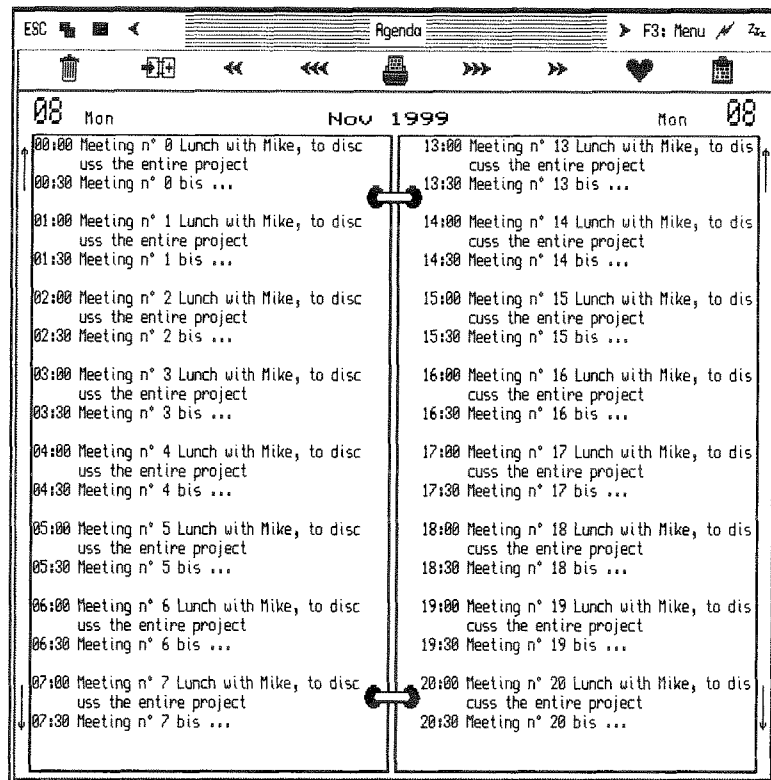 ESC Agenda F3: Menu Zzz
08 Mon Nov 1999 Mon 08
00:00 Meeting n° 0 Lunch with Mike, to disc
uss the entire project
00:30 Meeting n° 0 bis ...
01:00 Meeting n° 1 Lunch with Mike, to disc
uss the entire project
01:30 Meeting n° 1 bis ...
02:00 Meeting n° 2 Lunch with Mike, to disc
uss the entire project
02:30 Meeting n° 2 bis ...
03:00 Meeting n° 3 Lunch with Mike, to disc
uss the entire project
03:30 Meeting n° 3 bis ...
04:00 Meeting n° 4 Lunch with Mike, to disc
uss the entire project
04:30 Meeting n° 4 bis ...
05:00 Meeting n° 5 Lunch with Mike, to disc
uss the entire project
05:30 Meeting n° 5 bis ...
06:00 Meeting n° 6 Lunch with Mike, to disc
uss the entire project
06:30 Meeting n° 6 bis ...
07:00 Meeting n° 7 Lunch with Mike, to disc
uss the entire project
07:30 Meeting n° 7 bis ...
13:00 Meeting n° 13 Lunch with Mike, to dis
cuss the entire project
13:30 Meeting n° 13 bis ...
14:00 Meeting n° 14 Lunch with Mike, to dis
cuss the entire project
14:30 Meeting n° 14 bis ...
15:00 Meeting n° 15 Lunch with Mike, to dis
cuss the entire project
15:30 Meeting n° 15 bis ...
16:00 Meeting n° 16 Lunch with Mike, to dis
cuss the entire project
16:30 Meeting n° 16 bis ...
17:00 Meeting n° 17 Lunch with Mike, to dis
cuss the entire project
17:30 Meeting n° 17 bis ...
18:00 Meeting n° 18 Lunch with Mike, to dis
cuss the entire project
18:30 Meeting n° 18 bis ...
19:00 Meeting n° 19 Lunch with Mike, to dis
cuss the entire project
19:30 Meeting n° 19 bis ...
20:00 Meeting n° 20 Lunch with Mike, to dis
cuss the entire project
20:30 Meeting n° 20 bis ...